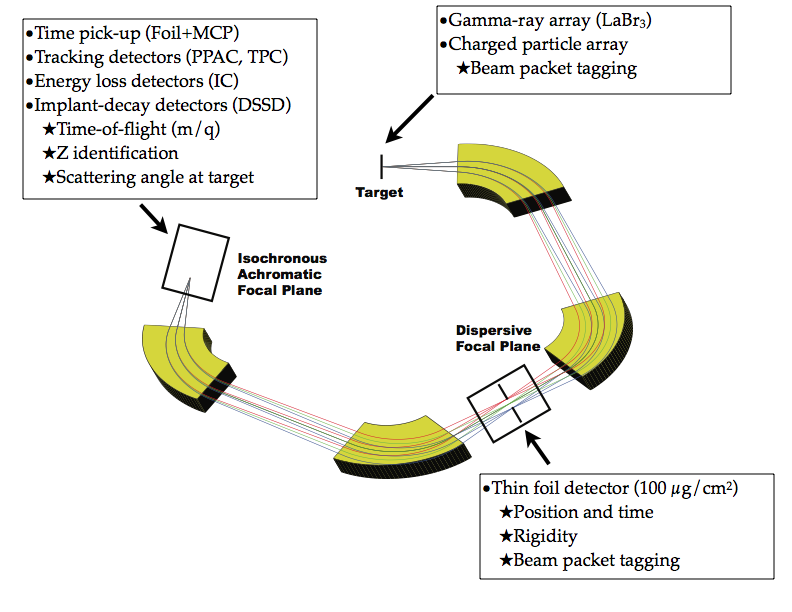 •Time pick-up (Foil+MCP)
•Tracking detectors (PPAC, TPC)
•Energy loss detectors (IC)
•Implant-decay detectors (DSSD)
★Time-of-flight (m/q)
★Z identification
★Scattering angle at target
•Gamma-ray array (LaBr₃)
•Charged particle array
★Beam packet tagging
Target
Isochronous
Achromatic
Focal Plane
Dispersive
Focal Plane
•Thin foil detector (100 µg/cm²)
★Position and time
★Rigidity
★Beam packet tagging